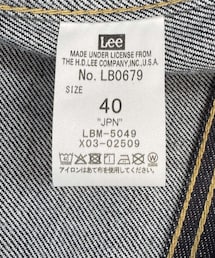 Lee
MADE UNDER LICENSE FROM
THE H.D.LEE COMPANY, INC., U.S.A.
No. LB0679
SIZE
40
"JPN"
LBM-5049
X03-02509
アイロンはあて布を使用してください。